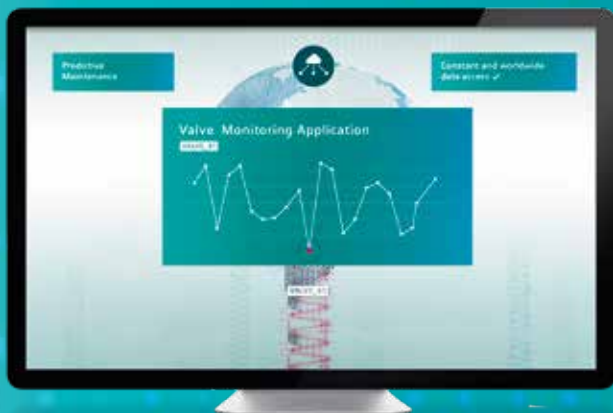 Predictive
Maintenance
Constant and worldwide
data access ✓
Valve Monitoring Application